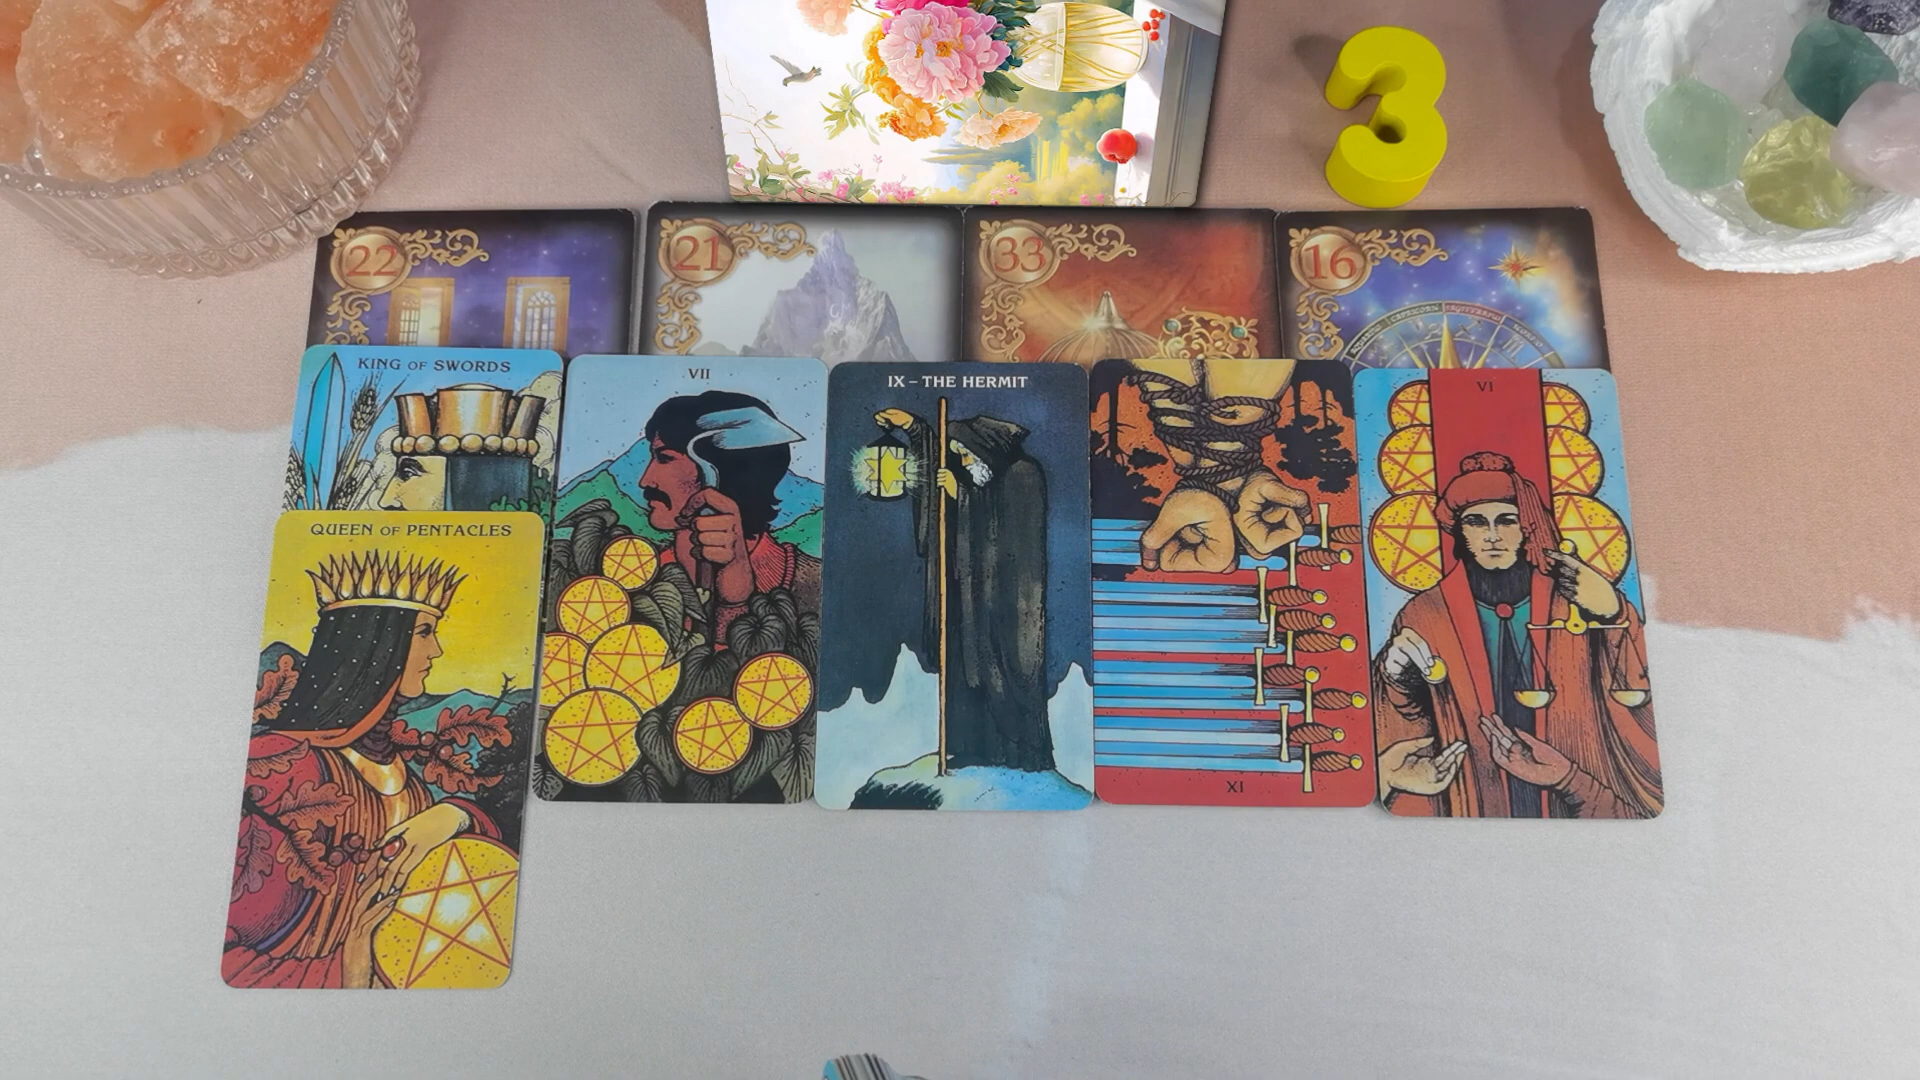 3
22
21
33
16
KING OF SWORDS
VII
IX – THE HERMIT
VI
QUEEN OF PENTACLES
XI